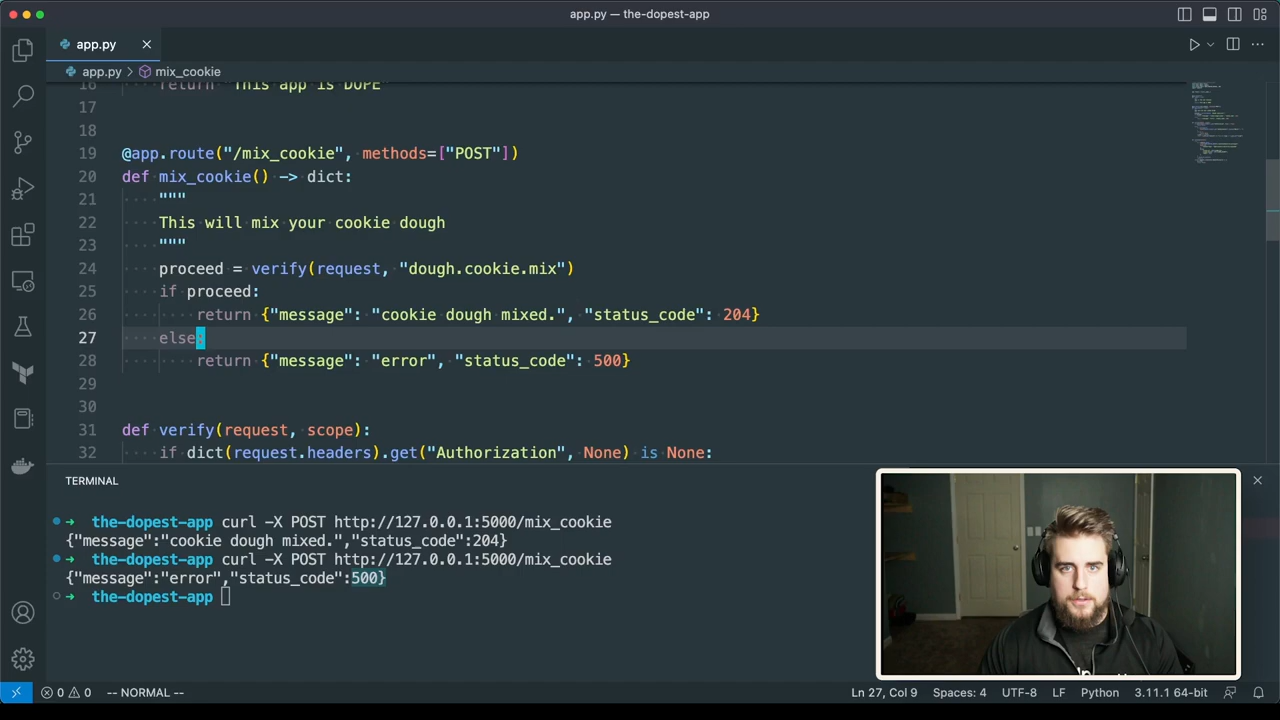 app.py — the-dopest-app
app.py
app.py > mix_cookie
16 return "This app is DOPE"
17
18
19 @app.route("/mix_cookie", methods=["POST"])
20 def mix_cookie() -> dict:
21 """
22 This will mix your cookie dough
23 """
24 proceed = verify(request, "dough.cookie.mix")
25 if proceed:
26 return {"message": "cookie dough mixed.", "status_code": 204}
27 else:
28 return {"message": "error", "status_code": 500}
29
30
31 def verify(request, scope):
32 if dict(request.headers).get("Authorization", None) is None:
TERMINAL
the-dopest-app curl -X POST http://127.0.0.1:5000/mix_cookie
{"message":"cookie dough mixed.","status_code":204}
the-dopest-app curl -X POST http://127.0.0.1:5000/mix_cookie
{"message":"error","status_code":500}
the-dopest-app
0 0 -- NORMAL -- Ln 27, Col 9 Spaces: 4 UTF-8 LF Python 3.11.1 64-bit